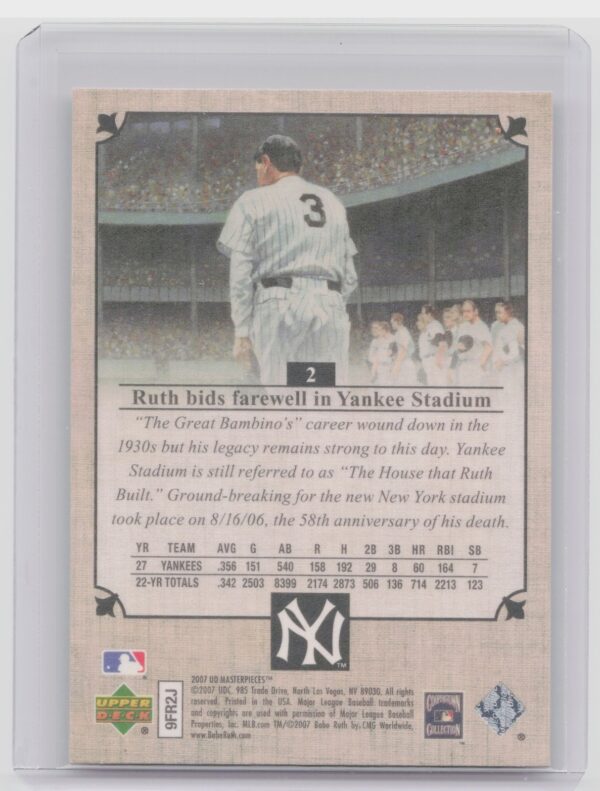 3
2
Ruth bids farewell in Yankee Stadium
"The Great Bambino's" career wound down in the
1930s but his legacy remains strong to this day. Yankee
Stadium is still referred to as "The House that Ruth
Built." Ground-breaking for the new New York stadium
took place on 8/16/06, the 58th anniversary of his death.
YR TEAM AVG G AB R H 2B 3B HR RBI SB
27 YANKEES .356 151 540 158 192 29 8 60 164 7
22-YR TOTALS .342 2503 8399 2174 2873 506 136 714 2213 123
NY
TM
2007 UD MASTERPIECES™
©2007 UDC, 985 Trade Drive, North Las Vegas, NV 89030. All rights
reserved. Printed in the USA. Major League Baseball trademarks
and copyrights are used with permission of Major League Baseball
Properties, Inc. MLB.com TM/©2007 Babe Ruth by CMG Worldwide,
www.BabeRuth.com
UPPER
DECK
®
9FR2J
COOPERSTOWN
COLLECTION
®